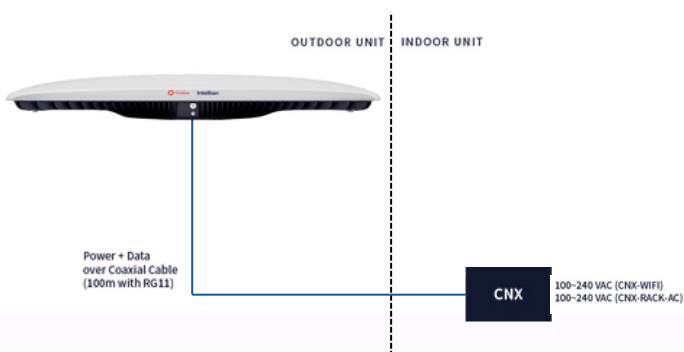 OUTDOOR UNIT
INDOOR UNIT
Intellian
Power + Data
over Coaxial Cable
(100m with RG11)
CNX
100~240 VAC (CNX-WIFI)
100~240 VAC (CNX-RACK-AC)